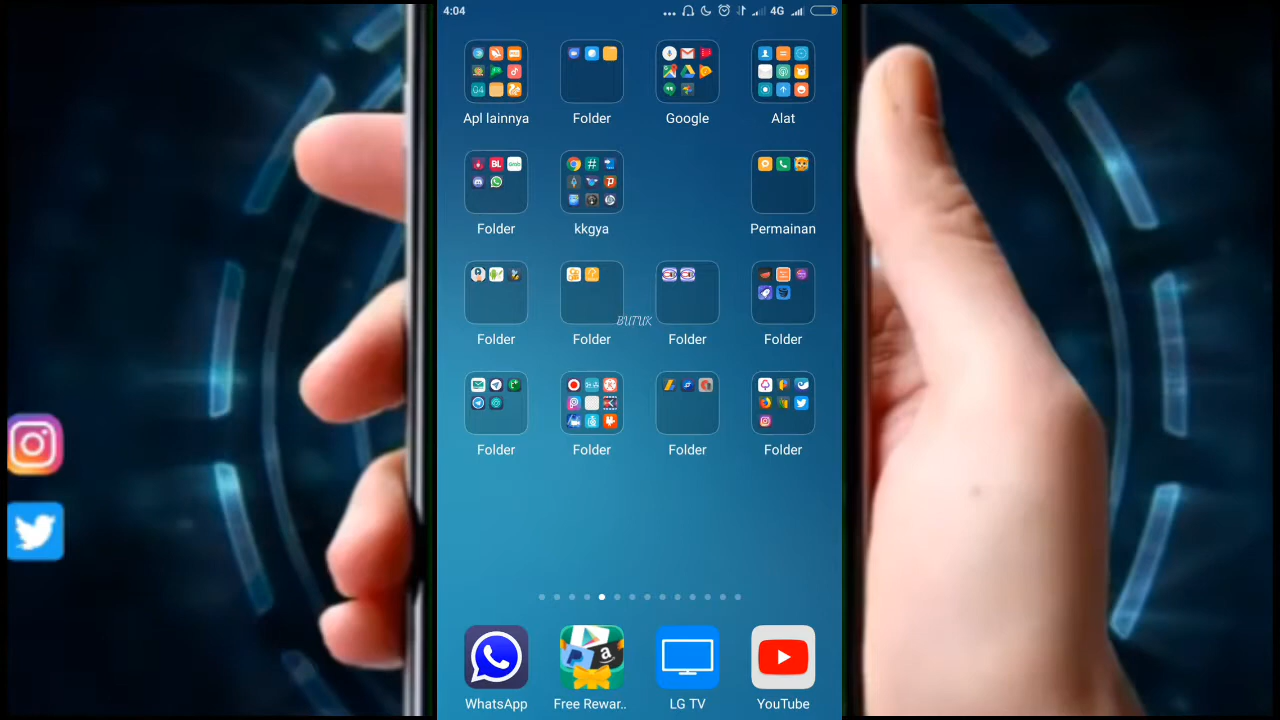 4:04
4G
Apl lainnya
Folder
Google
Alat
Folder
kkgya
Permainan
Folder
Folder
Folder
Folder
BUTUK
Folder
Folder
Folder
Folder
WhatsApp
Free Rewar..
LG TV
YouTube